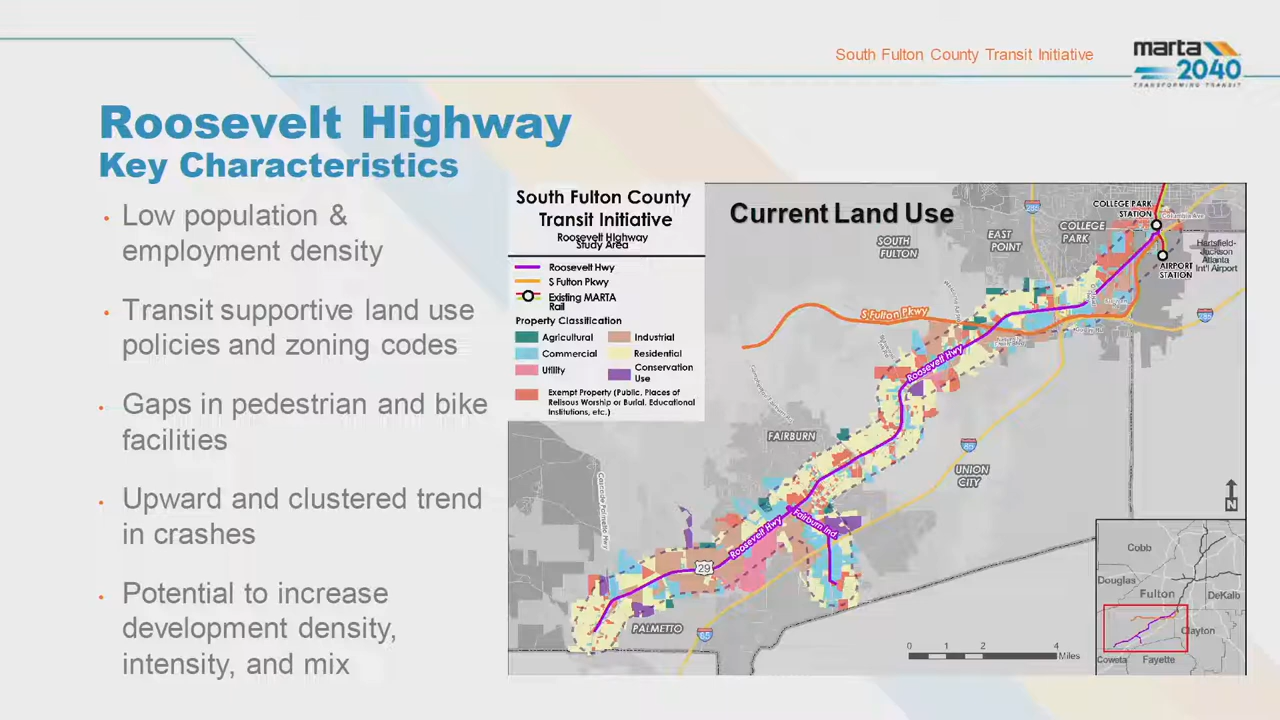 South Fulton County Transit Initiative
marta
2040
TRANSFORMING TRANSIT
Roosevelt Highway
Key Characteristics
• Low population &
employment density
• Transit supportive land use
policies and zoning codes
• Gaps in pedestrian and bike
facilities
• Upward and clustered trend
in crashes
• Potential to increase
development density,
intensity, and mix
South Fulton County
Transit Initiative
Roosevelt Highway
Study Area
Roosevelt Hwy
S Fulton Pkwy
Existing MARTA
Rail
Property Classification
Agricultural
Industrial
Commercial
Residential
Utility
Conservation
Use
Exempt Property (Public, Places of
Relisous Worship or Burial, Educational
Institutions, etc.)
Current Land Use
285
COLLEGE PARK
STATION
COLLEGE
PARK
EAST
POINT
SOUTH
FULTON
Hartsfield-
Jackson
Atlanta
Int'l Airport
AIRPORT
STATION
S Fulton Pkwy
285
Roosevelt Hwy
FAIRBURN
85
UNION
CITY
Cascade Palmetto Hwy
Roosevelt Hwy
Fairburn Ind.
29
PALMETTO
85
N
0 1 2 4
Miles
Cobb
Douglas
Fulton
DeKalb
Clayton
Coweta
Fayette